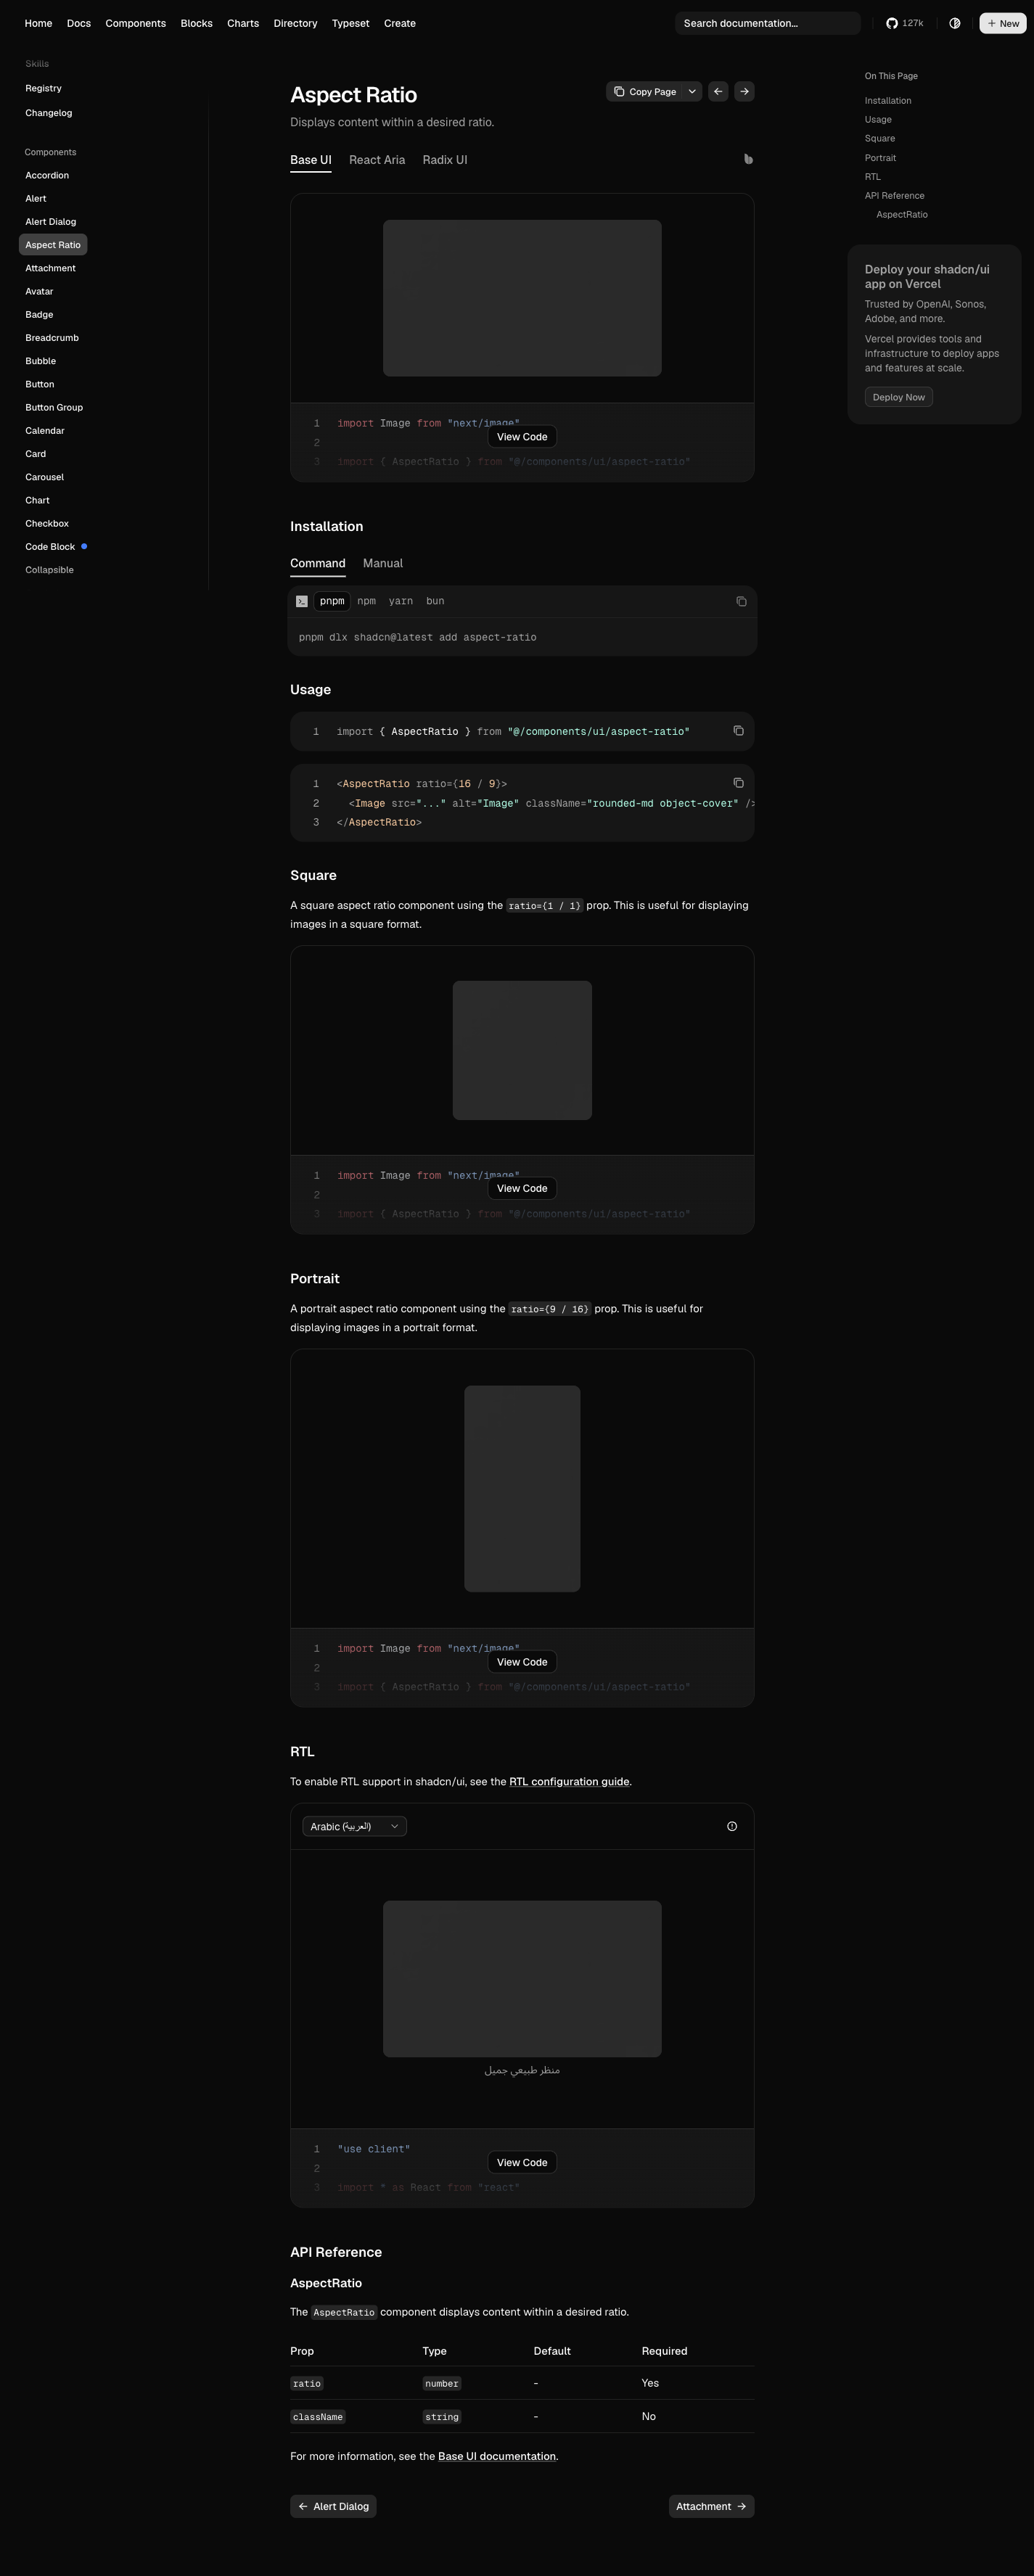 Home Docs Components Blocks Charts Directory Typeset Create
Search documentation...
127k
New
Skills
Registry
Changelog
Components
Accordion
Alert
Alert Dialog
Aspect Ratio
Attachment
Avatar
Badge
Breadcrumb
Bubble
Button
Button Group
Calendar
Card
Carousel
Chart
Checkbox
Code Block
Collapsible
Aspect Ratio
Copy Page
Displays content within a desired ratio.
Base UI React Aria Radix UI
1 import Image from "next/image"
2
3 import { AspectRatio } from "@/components/ui/aspect-ratio"
View Code
Installation
Command Manual
pnpm npm yarn bun
pnpm dlx shadcn@latest add aspect-ratio
Usage
1 import { AspectRatio } from "@/components/ui/aspect-ratio"
1 <AspectRatio ratio={16 / 9}>
2 <Image src="..." alt="Image" className="rounded-md object-cover" />
3 </AspectRatio>
Square
A square aspect ratio component using the ratio={1 / 1} prop. This is useful for displaying
images in a square format.
1 import Image from "next/image"
2
3 import { AspectRatio } from "@/components/ui/aspect-ratio"
View Code
Portrait
A portrait aspect ratio component using the ratio={9 / 16} prop. This is useful for
displaying images in a portrait format.
1 import Image from "next/image"
2
3 import { AspectRatio } from "@/components/ui/aspect-ratio"
View Code
RTL
To enable RTL support in shadcn/ui, see the RTL configuration guide.
Arabic (العربية)
منظر طبيعي جميل
1 "use client"
2
3 import * as React from "react"
View Code
API Reference
AspectRatio
The AspectRatio component displays content within a desired ratio.
Prop Type Default Required
ratio number - Yes
className string - No
For more information, see the Base UI documentation.
← Alert Dialog
Attachment →
On This Page
Installation
Usage
Square
Portrait
RTL
API Reference
AspectRatio
Deploy your shadcn/ui
app on Vercel
Trusted by OpenAI, Sonos,
Adobe, and more.
Vercel provides tools and
infrastructure to deploy apps
and features at scale.
Deploy Now